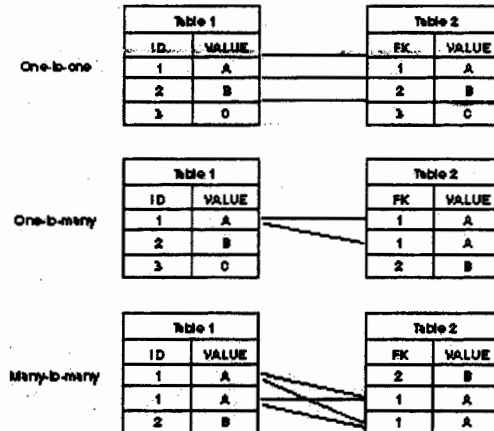 Table 1 Table 2
ID VALUE FK VALUE
One-to-one
1 A 1 A
2 B 2 B
3 C 3 C
Table 1 Table 2
ID VALUE FK VALUE
One-to-many
1 A 1 A
2 B 1 A
3 C 2 B
Table 1 Table 2
ID VALUE FK VALUE
Many-to-many
1 A 2 B
1 A 1 A
2 B 1 A